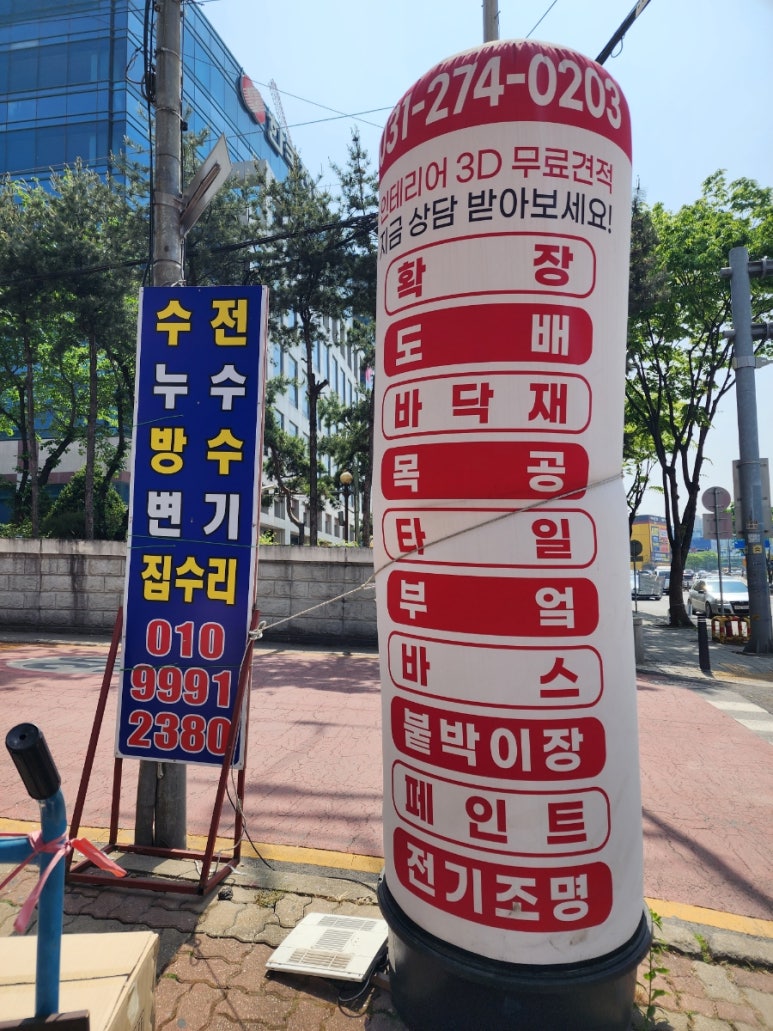 수 전
누 수
방 수
변 기
집수리
010
9991
2380
031-274-0203
인테리어 3D 무료견적
지금 상담 받아보세요!
확 장
도 배
바 닥 재
목 공
타 일
부 엌
바 스
붙박이장
페 인 트
전기조명